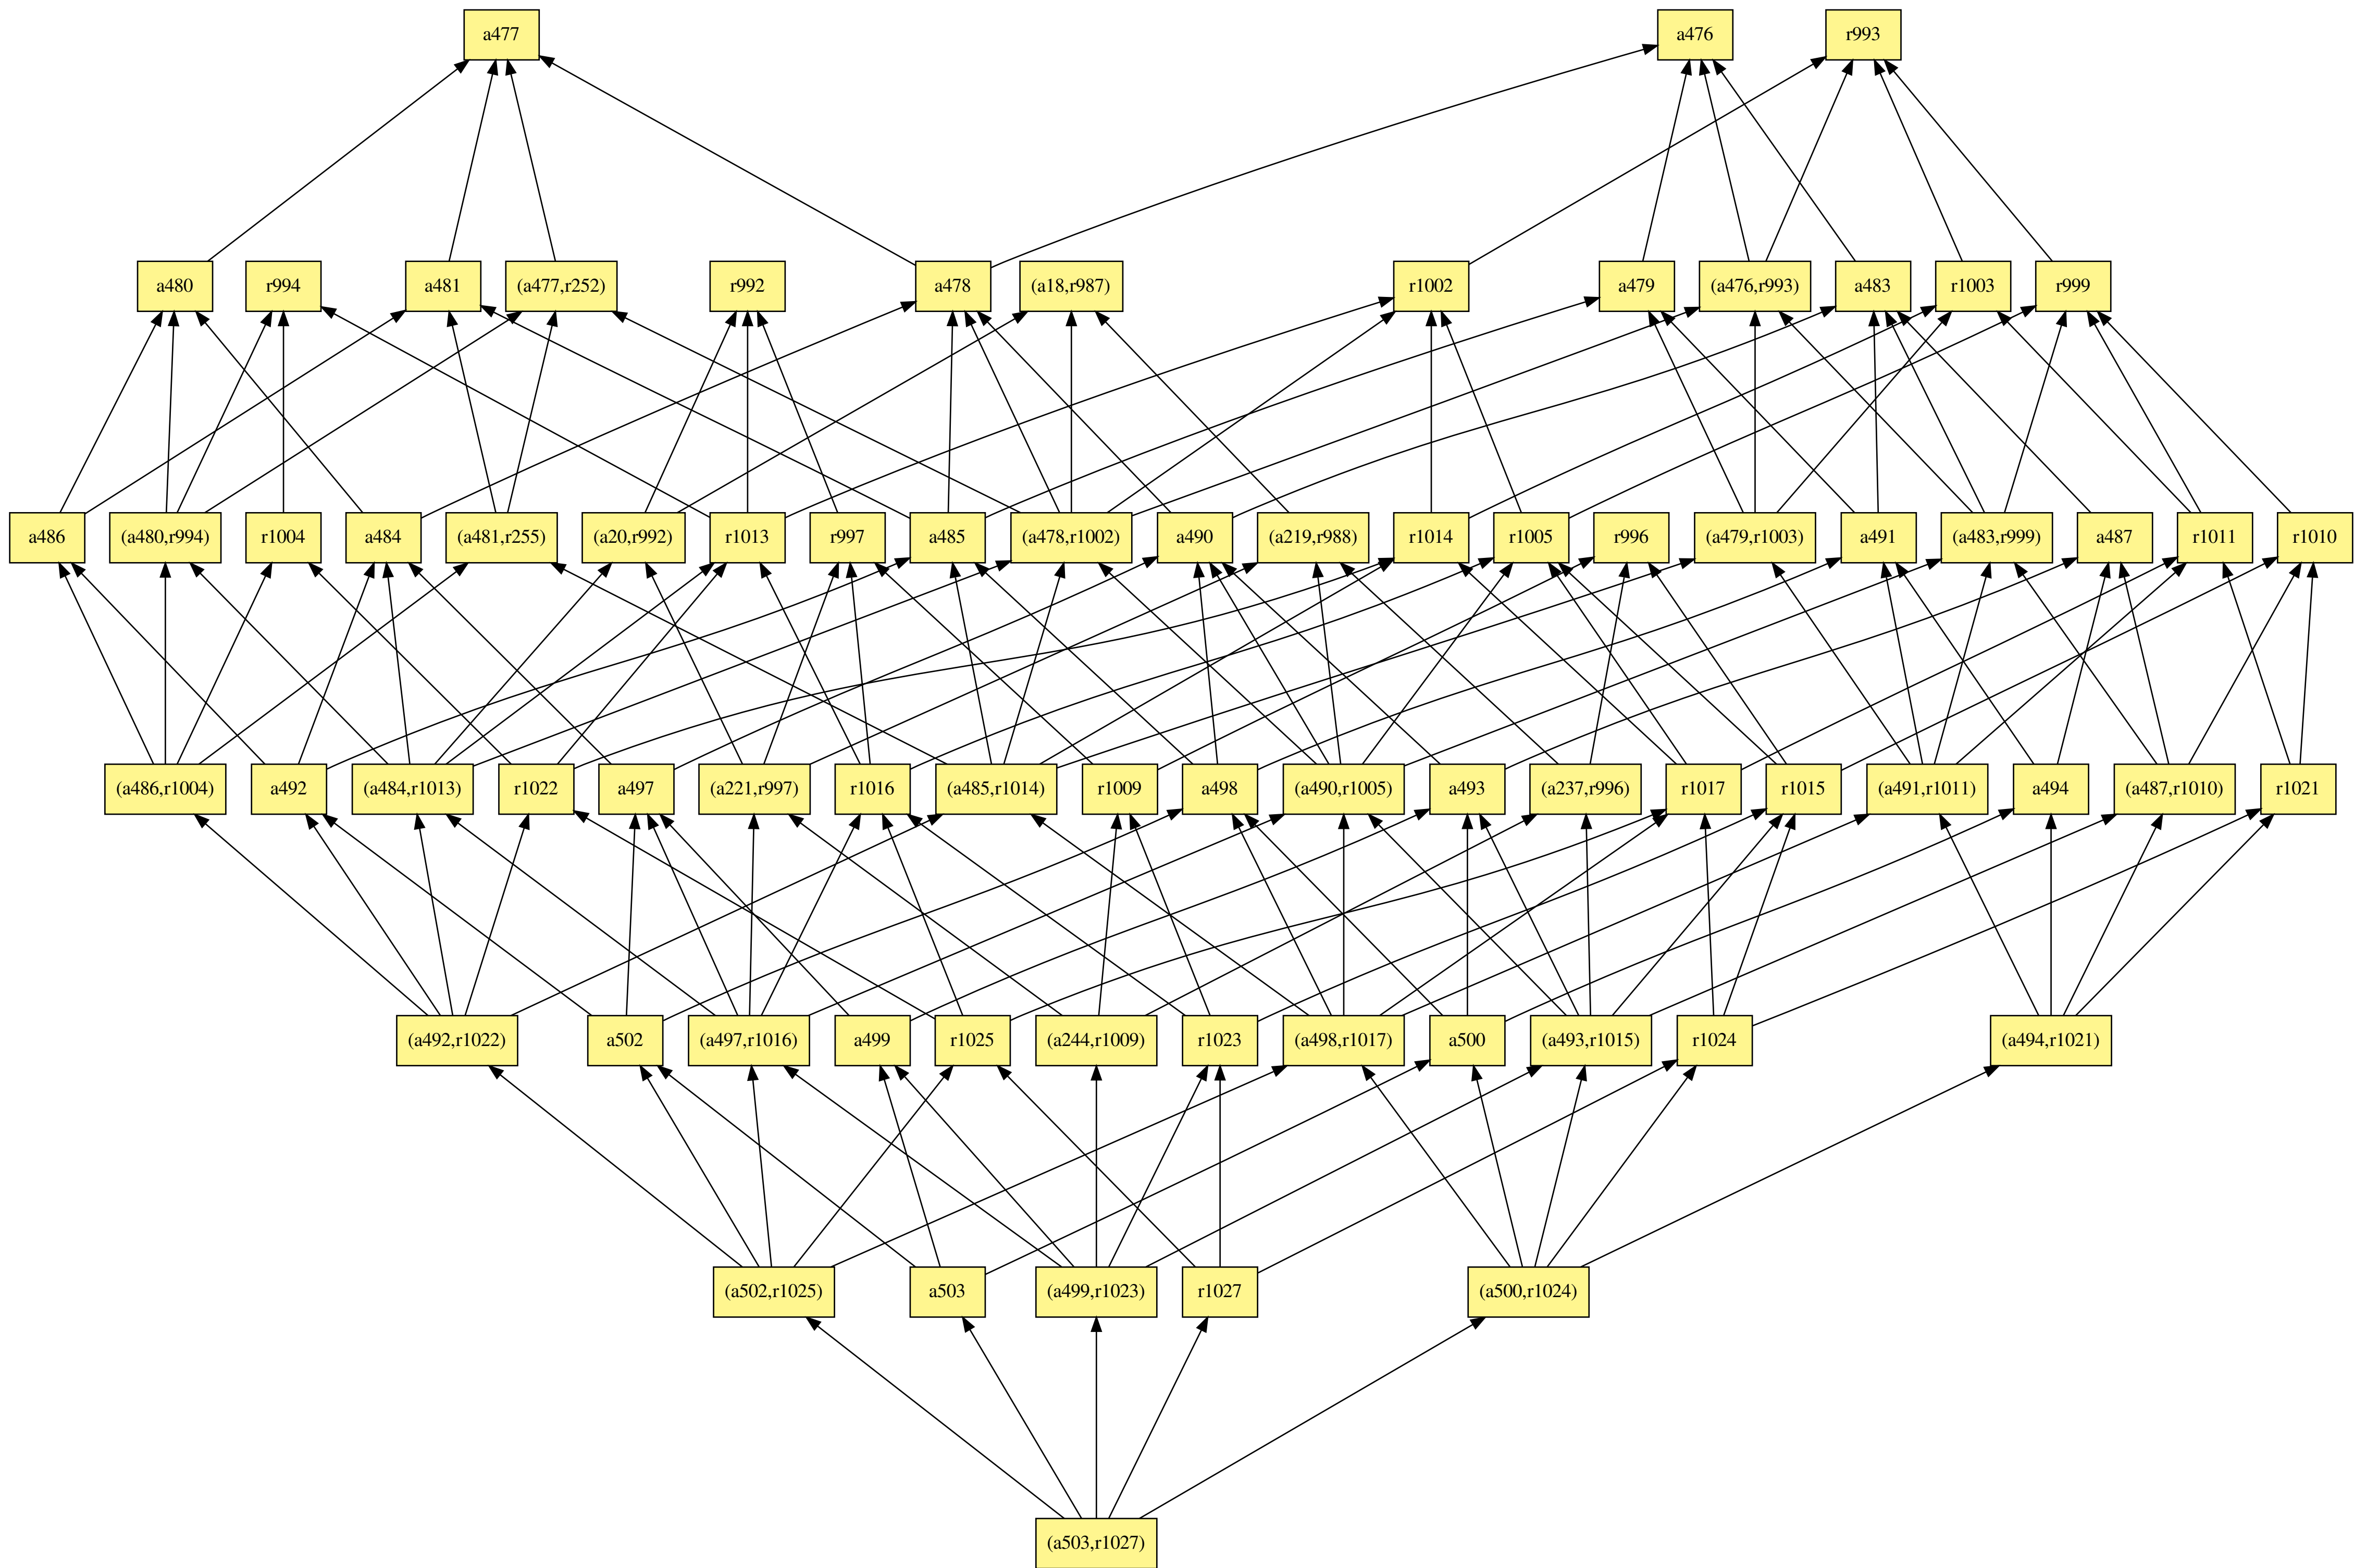 a477
a476
r993
a480
r994
a481
(a477,r252)
r992
a478
(a18,r987)
r1002
a479
(a476,r993)
a483
r1003
r999
a486
(a480,r994)
r1004
a484
(a481,r255)
(a20,r992)
r1013
r997
a485
(a478,r1002)
a490
(a219,r988)
r1014
r1005
r996
(a479,r1003)
a491
(a483,r999)
a487
r1011
r1010
(a486,r1004)
a492
(a484,r1013)
r1022
a497
(a221,r997)
r1016
(a485,r1014)
r1009
a498
(a490,r1005)
a493
(a237,r996)
r1017
r1015
(a491,r1011)
a494
(a487,r1010)
r1021
(a492,r1022)
a502
(a497,r1016)
a499
r1025
(a244,r1009)
r1023
(a498,r1017)
a500
(a493,r1015)
r1024
(a494,r1021)
(a502,r1025)
a503
(a499,r1023)
r1027
(a500,r1024)
(a503,r1027)